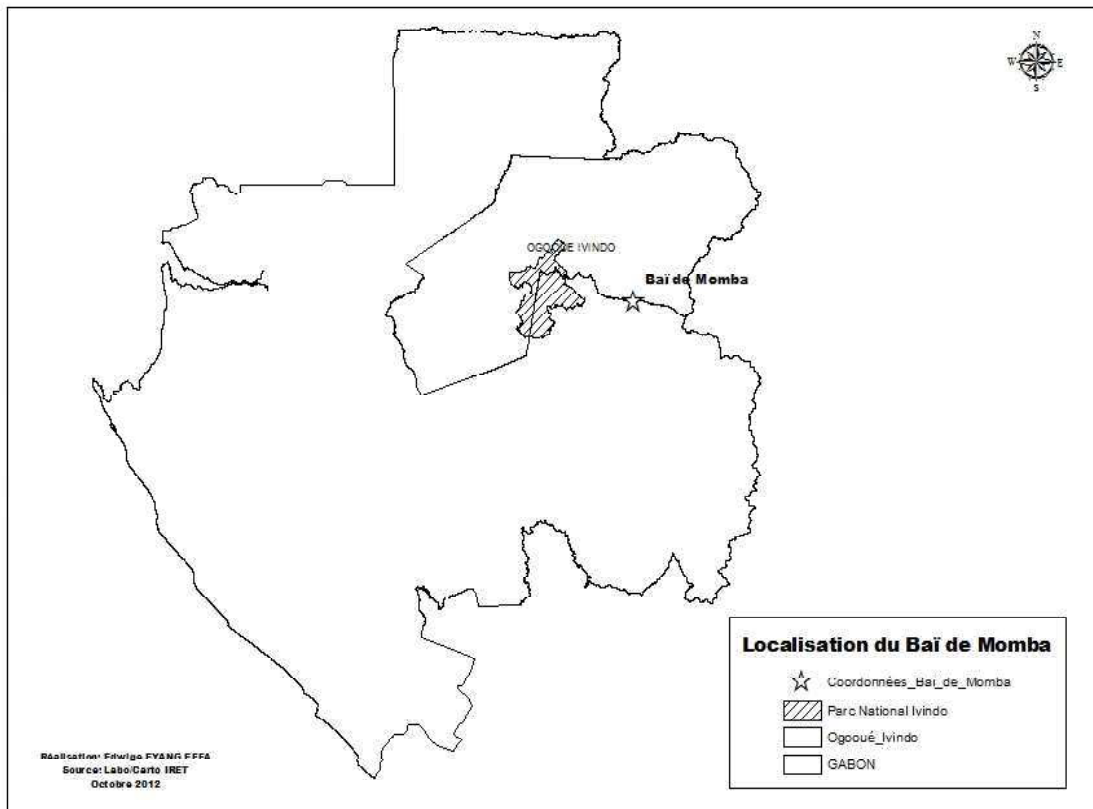 N
W E
S
OGOOUE IVINDO
Baï de Momba
Localisation du Baï de Momba
Coordonnées_Baï_de_Momba
Parc National Ivindo
Ogooué_Ivindo
GABON
Réalisation: Edwige EYANG EFFA
Source: Labo/Carto IRET
Octobre 2012